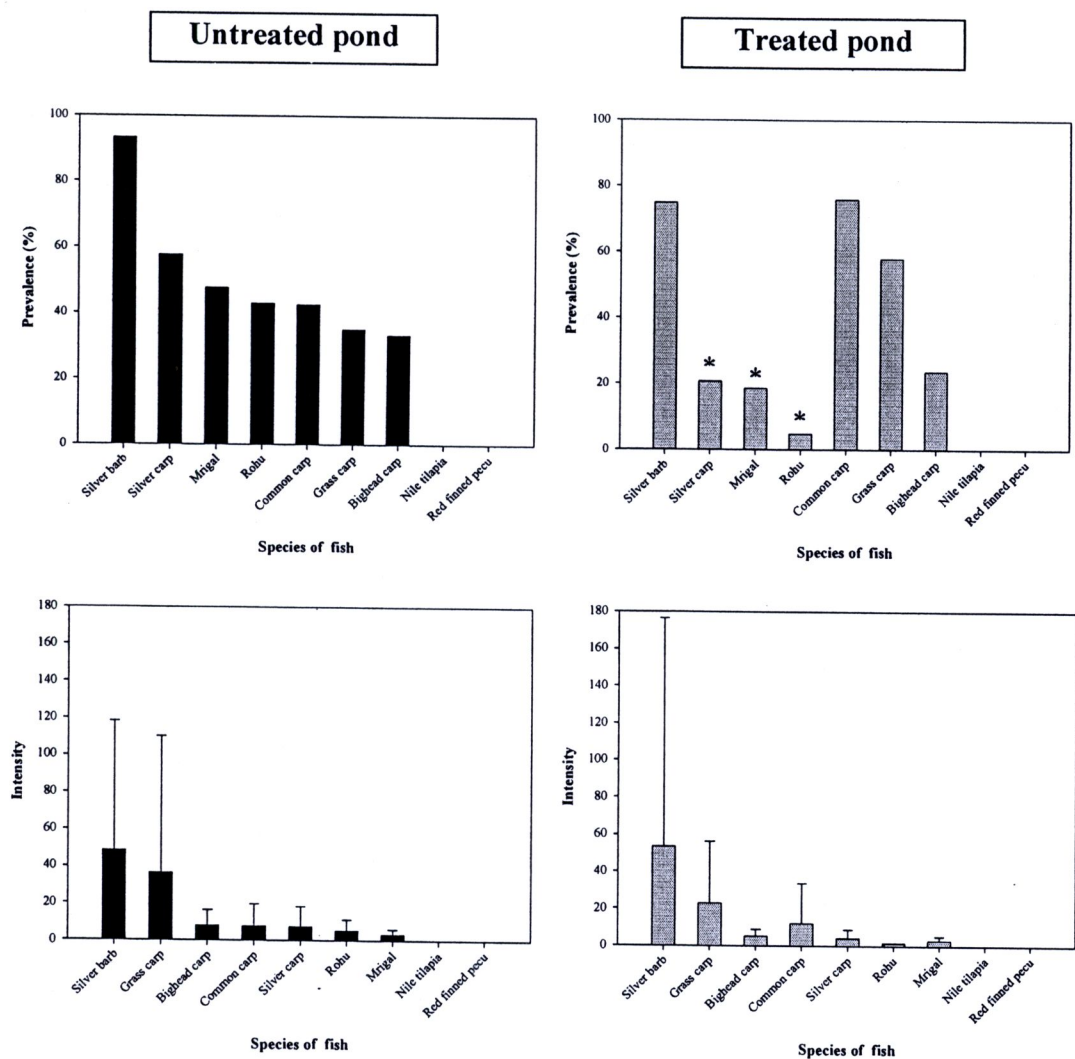 Untreated pond
Treated pond
100
80
60
40
20
0
Prevalence (%)
Silver barb
Silver carp
Mrigal
Rohu
Common carp
Grass carp
Bighead carp
Nile tilapia
Red finned pccu
Species of fish
100
80
60
40
20
0
Prevalence (%)
*
*
*
Silver barb
Silver carp
Mrigal
Rohu
Common carp
Grass carp
Bighead carp
Nile tilapia
Red finned pccu
Species of fish
180
160
140
120
100
80
60
40
20
0
Intensity
Silver barb
Grass carp
Bighead carp
Common carp
Silver carp
Rohu
Mrigal
Nile tilapia
Red finned pccu
Species of fish
180
160
140
120
100
80
60
40
20
0
Intensity
Silver barb
Grass carp
Bighead carp
Common carp
Silver carp
Rohu
Mrigal
Nile tilapia
Red finned pccu
Species of fish